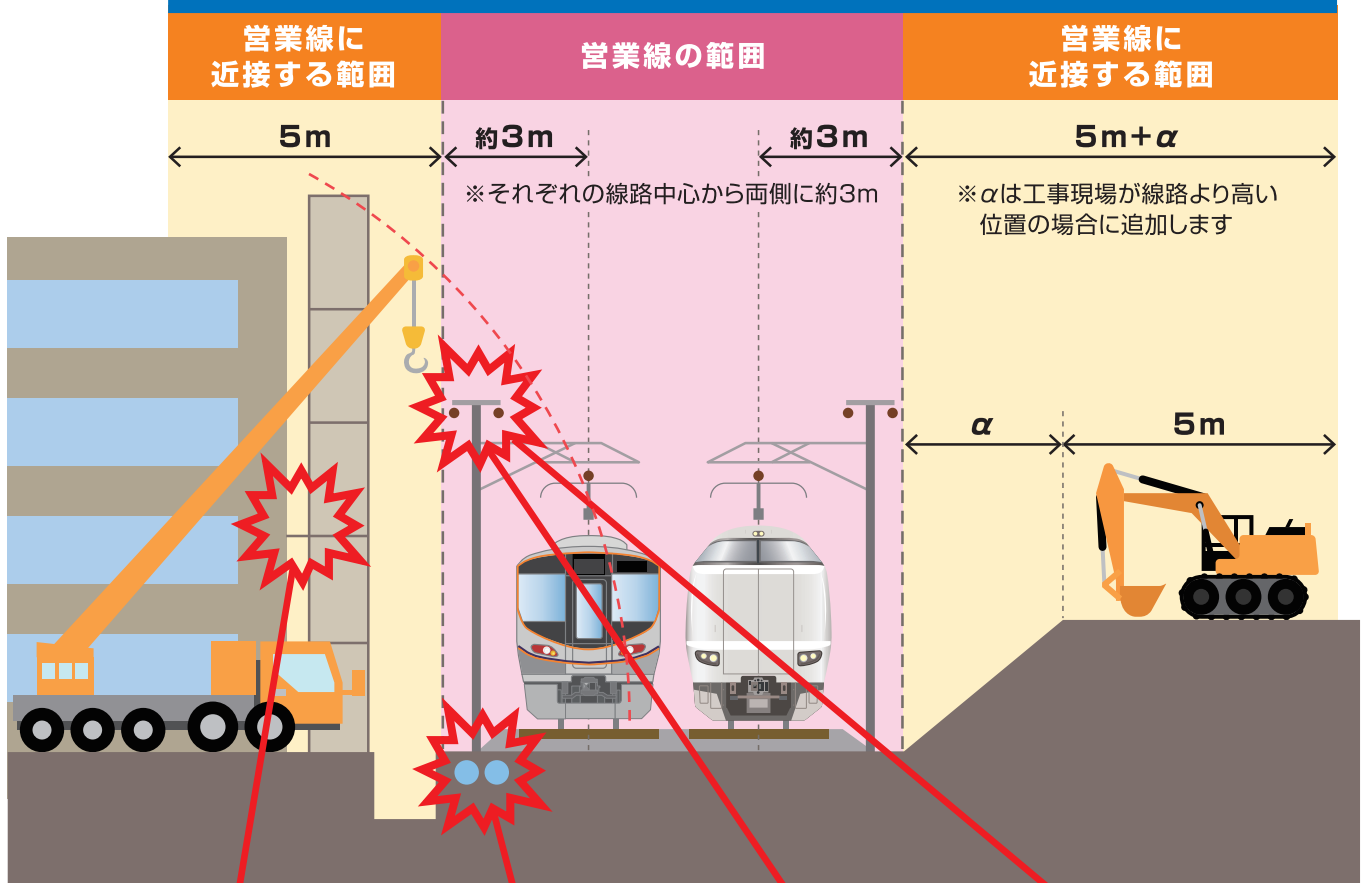 営業線に
近接する範囲
営業線の範囲
営業線に
近接する範囲
5m
約3m
約3m
5m+α
※それぞれの線路中心から両側に約3m
※αは工事現場が線路より高い
位置の場合に追加します
α
5m